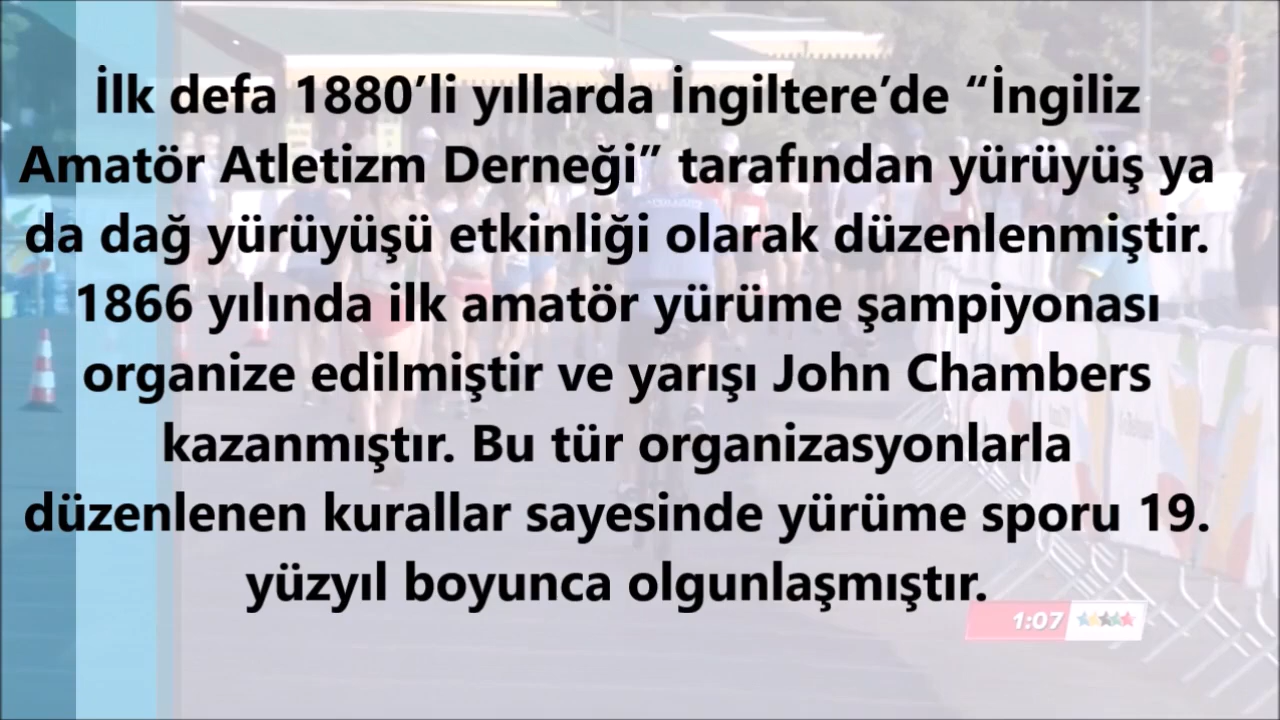 İlk defa 1880’li yıllarda İngiltere’de “İngiliz
Amatör Atletizm Derneği” tarafından yürüyüş ya
da dağ yürüyüşü etkinliği olarak düzenlenmiştir.
1866 yılında ilk amatör yürüme şampiyonası
organize edilmiştir ve yarışı John Chambers
kazanmıştır. Bu tür organizasyonlarla
düzenlenen kurallar sayesinde yürüme sporu 19.
yüzyıl boyunca olgunlaşmıştır.
1:07